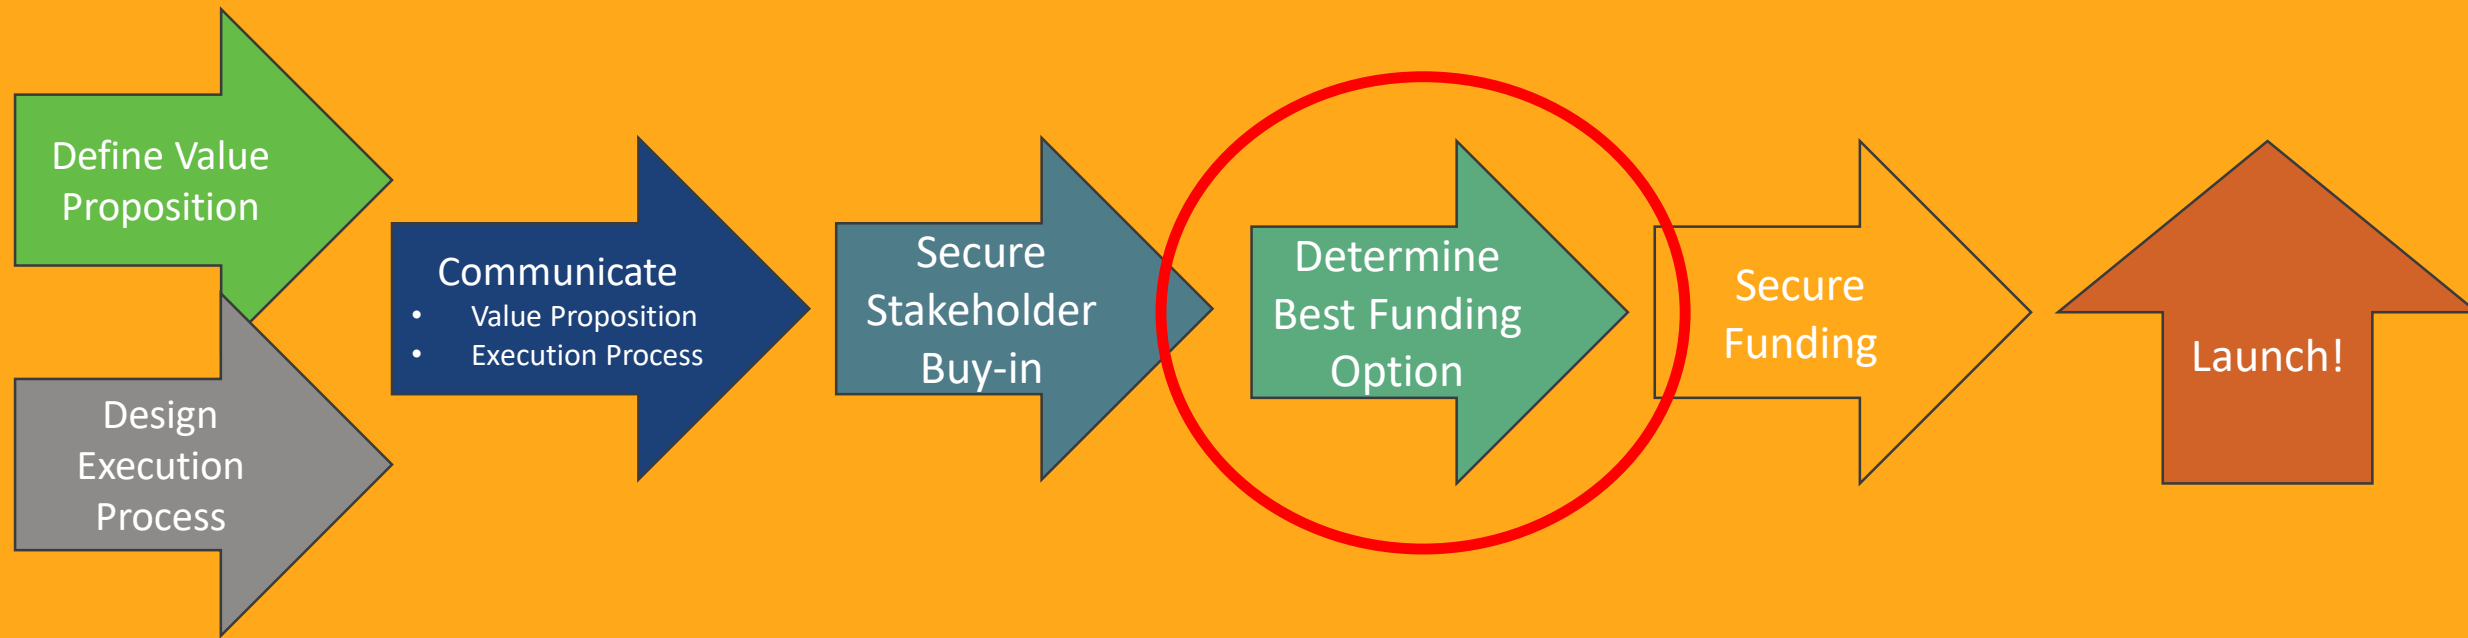 Define Value
Proposition
Design
Execution
Process
Communicate
• Value Proposition
• Execution Process
Secure
Stakeholder
Buy-in
Determine
Best Funding
Option
Secure
Funding
Launch!